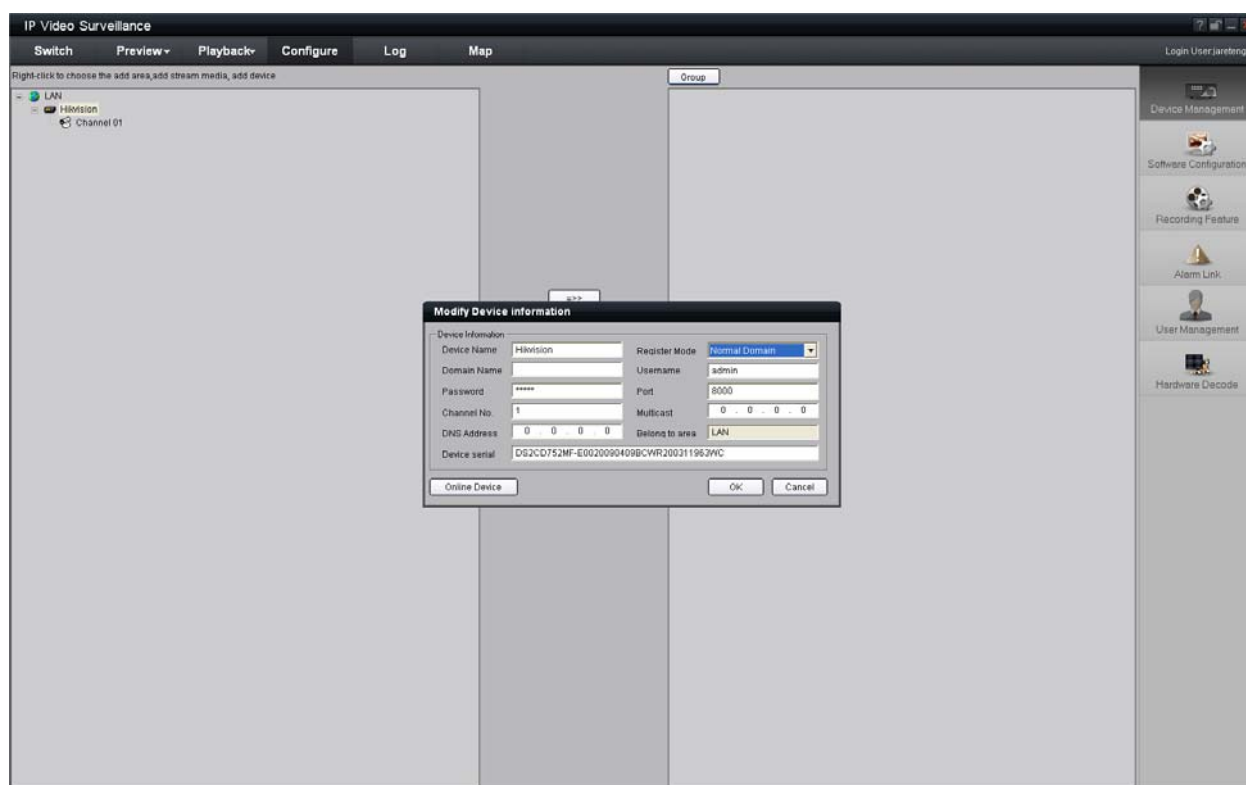 IP Video Surveillance
Switch Preview Playback Configure Log Map Login User:jareteng
Right-click to choose the add area,add stream media, add device
Group
LAN
Hikvision
Channel 01
Device Management
Software Configuration
Recording Feature
Alarm Link
User Management
Hardware Decode
=>>
Modify Device information
Device Information
Device Name Hikvision Register Mode Normal Domain
Domain Name Username admin
Password ***** Port 8000
Channel No. 1 Multicast 0 . 0 . 0 . 0
DNS Address 0 . 0 . 0 . 0 Belong to area LAN
Device serial DS2CD752MF-E0020090409BCWR200311963WC
Online Device OK Cancel